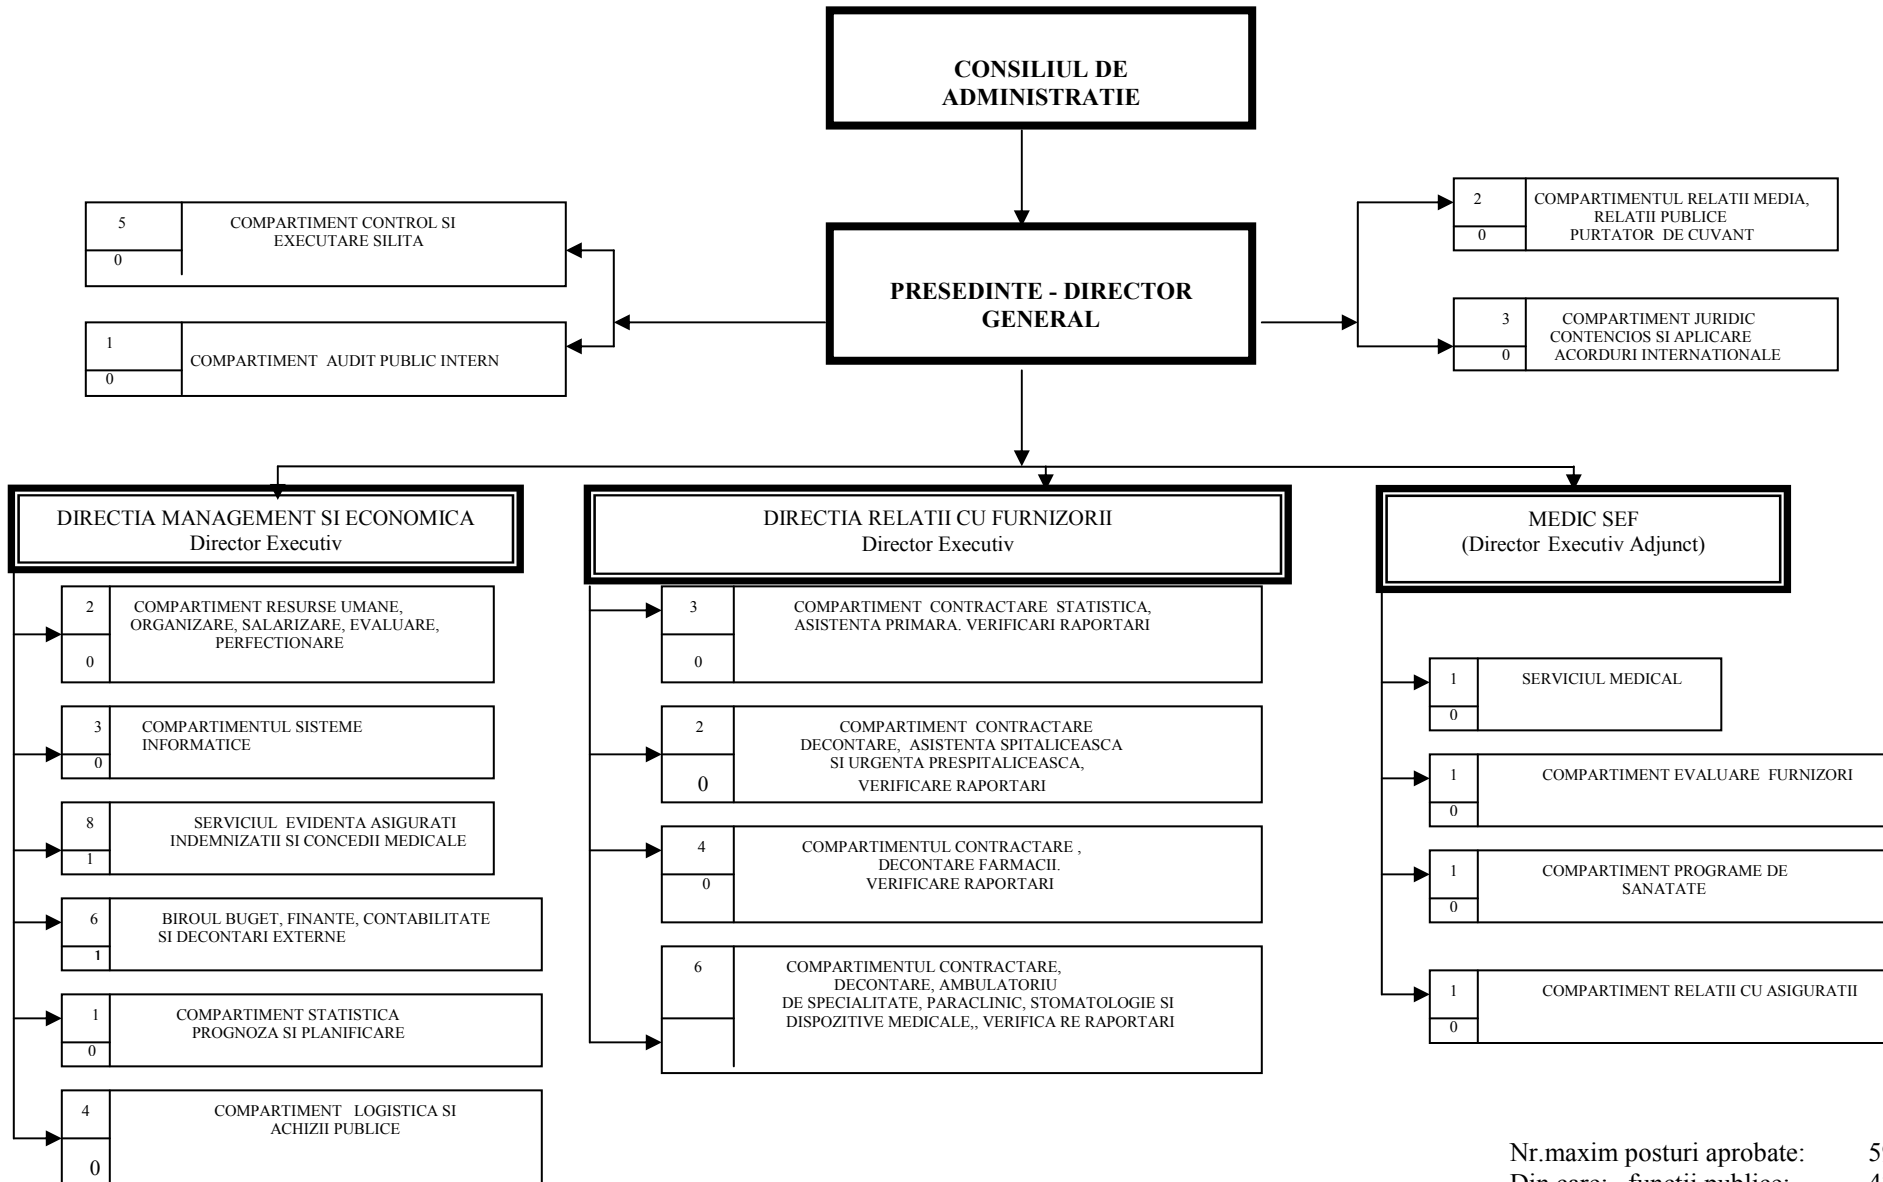 CONSILIUL DE
ADMINISTRATIE
5
0
COMPARTIMENT CONTROL SI
EXECUTARE SILITA
1
0
COMPARTIMENT AUDIT PUBLIC INTERN
PRESEDINTE - DIRECTOR
GENERAL
2
0
COMPARTIMENTUL RELATII MEDIA,
RELATII PUBLICE
PURTATOR DE CUVANT
3
0
COMPARTIMENT JURIDIC
CONTENCIOS SI APLICARE
ACORDURI INTERNATIONALE
DIRECTIA MANAGEMENT SI ECONOMICA
Director Executiv
2
0
COMPARTIMENT RESURSE UMANE,
ORGANIZARE, SALARIZARE, EVALUARE,
PERFECTIONARE
3
0
COMPARTIMENTUL SISTEME
INFORMATICE
8
1
SERVICIUL EVIDENTA ASIGURATI
INDEMNIZATII SI CONCEDII MEDICALE
6
1
BIROUL BUGET, FINANTE, CONTABILITATE
SI DECONTARI EXTERNE
1
0
COMPARTIMENT STATISTICA
PROGNOZA SI PLANIFICARE
4
0
COMPARTIMENT LOGISTICA SI
ACHIZII PUBLICE
DIRECTIA RELATII CU FURNIZORII
Director Executiv
3
0
COMPARTIMENT CONTRACTARE STATISTICA,
ASISTENTA PRIMARA. VERIFICARI RAPORTARI
2
0
COMPARTIMENT CONTRACTARE
DECONTARE, ASISTENTA SPITALICEASCA
SI URGENTA PRESPITALICEASCA,
VERIFICARE RAPORTARI
4
0
COMPARTIMENTUL CONTRACTARE ,
DECONTARE FARMACII.
VERIFICARE RAPORTARI
6
COMPARTIMENTUL CONTRACTARE,
DECONTARE, AMBULATORIU
DE SPECIALITATE, PARACLINIC, STOMATOLOGIE SI
DISPOZITIVE MEDICALE,, VERIFICA RE RAPORTARI
MEDIC SEF
(Director Executiv Adjunct)
1
0
SERVICIUL MEDICAL
1
0
COMPARTIMENT EVALUARE FURNIZORI
1
0
COMPARTIMENT PROGRAME DE
SANATATE
1
0
COMPARTIMENT RELATII CU ASIGURATII
Nr.maxim posturi aprobate:
Din care: functii publice: